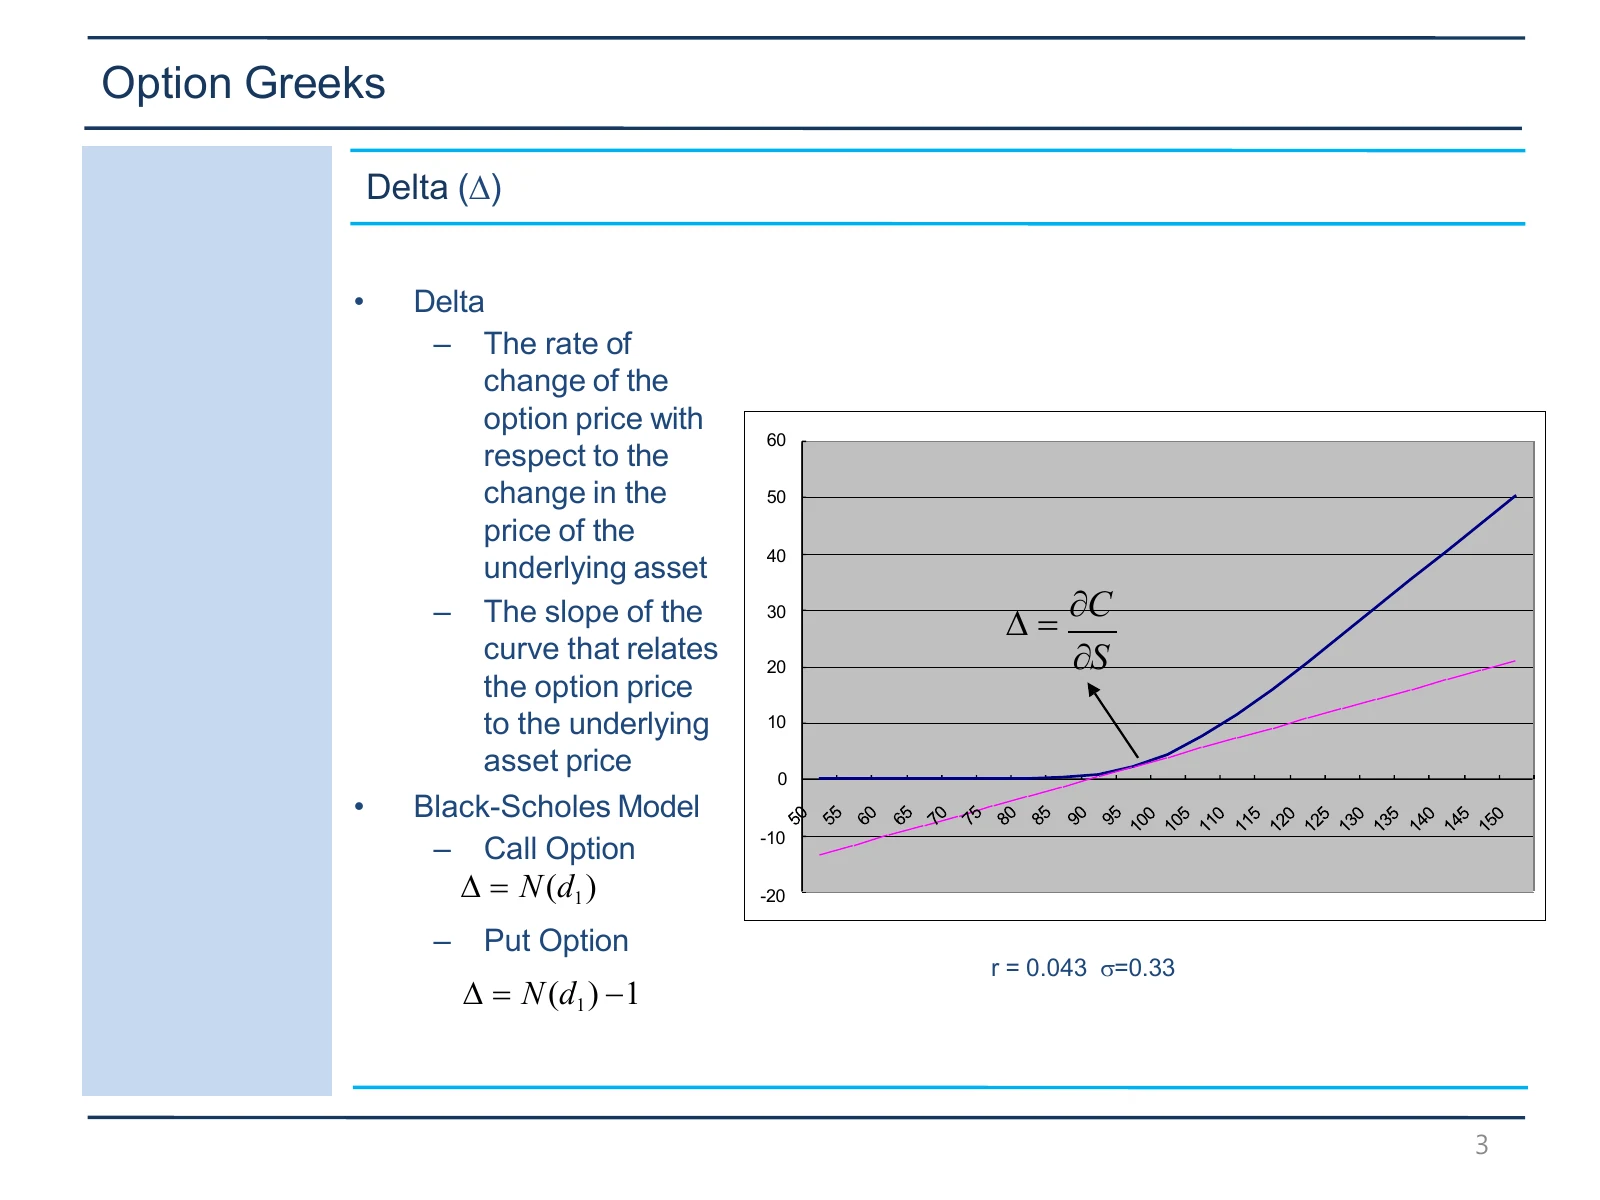 Option Greeks
Delta (Δ)
• Delta
– The rate of
change of the
option price with
respect to the
change in the
price of the
underlying asset
– The slope of the
curve that relates
the option price
to the underlying
asset price
• Black-Scholes Model
– Call Option
Δ = N(d₁)
– Put Option
Δ = N(d₁) − 1
60
50
40
30
20
10
0
-10
-20
Δ = ∂C/∂S
50 55 60 65 70 75 80 85 90 95 100 105 110 115 120 125 130 135 140 145 150
r = 0.043 σ=0.33
3